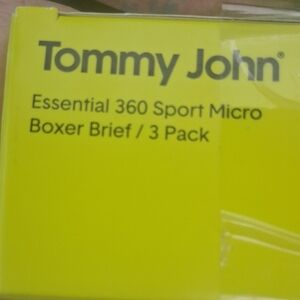 Tommy John®
Essential 360 Sport Micro
Boxer Brief / 3 Pack